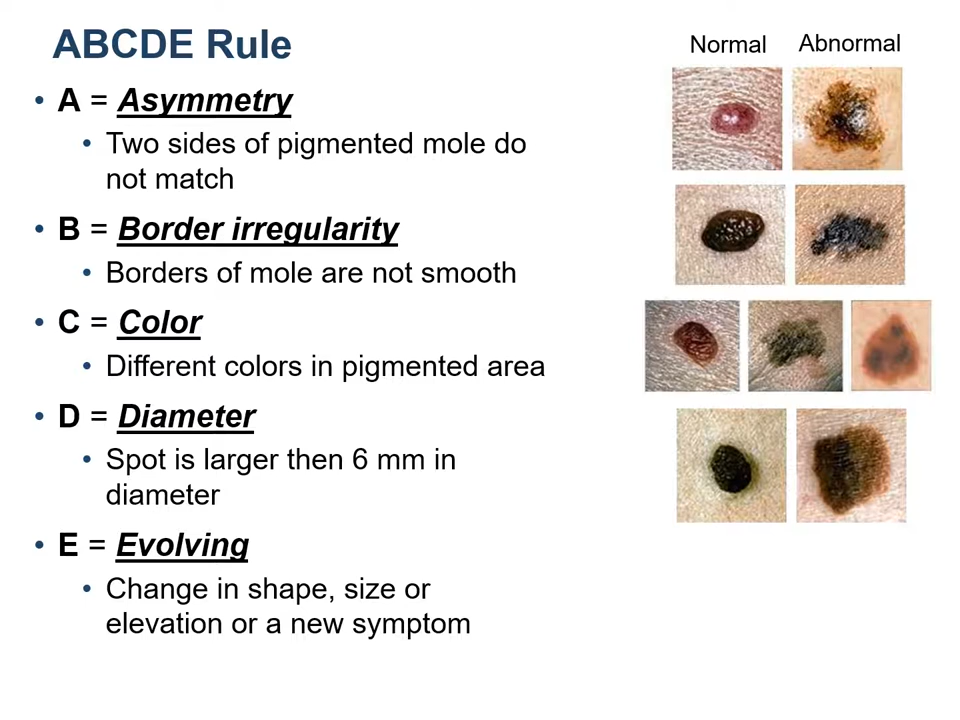 ABCDE Rule
Normal Abnormal
• A = Asymmetry
• Two sides of pigmented mole do
not match
• B = Border irregularity
• Borders of mole are not smooth
• C = Color
• Different colors in pigmented area
• D = Diameter
• Spot is larger then 6 mm in
diameter
• E = Evolving
• Change in shape, size or
elevation or a new symptom